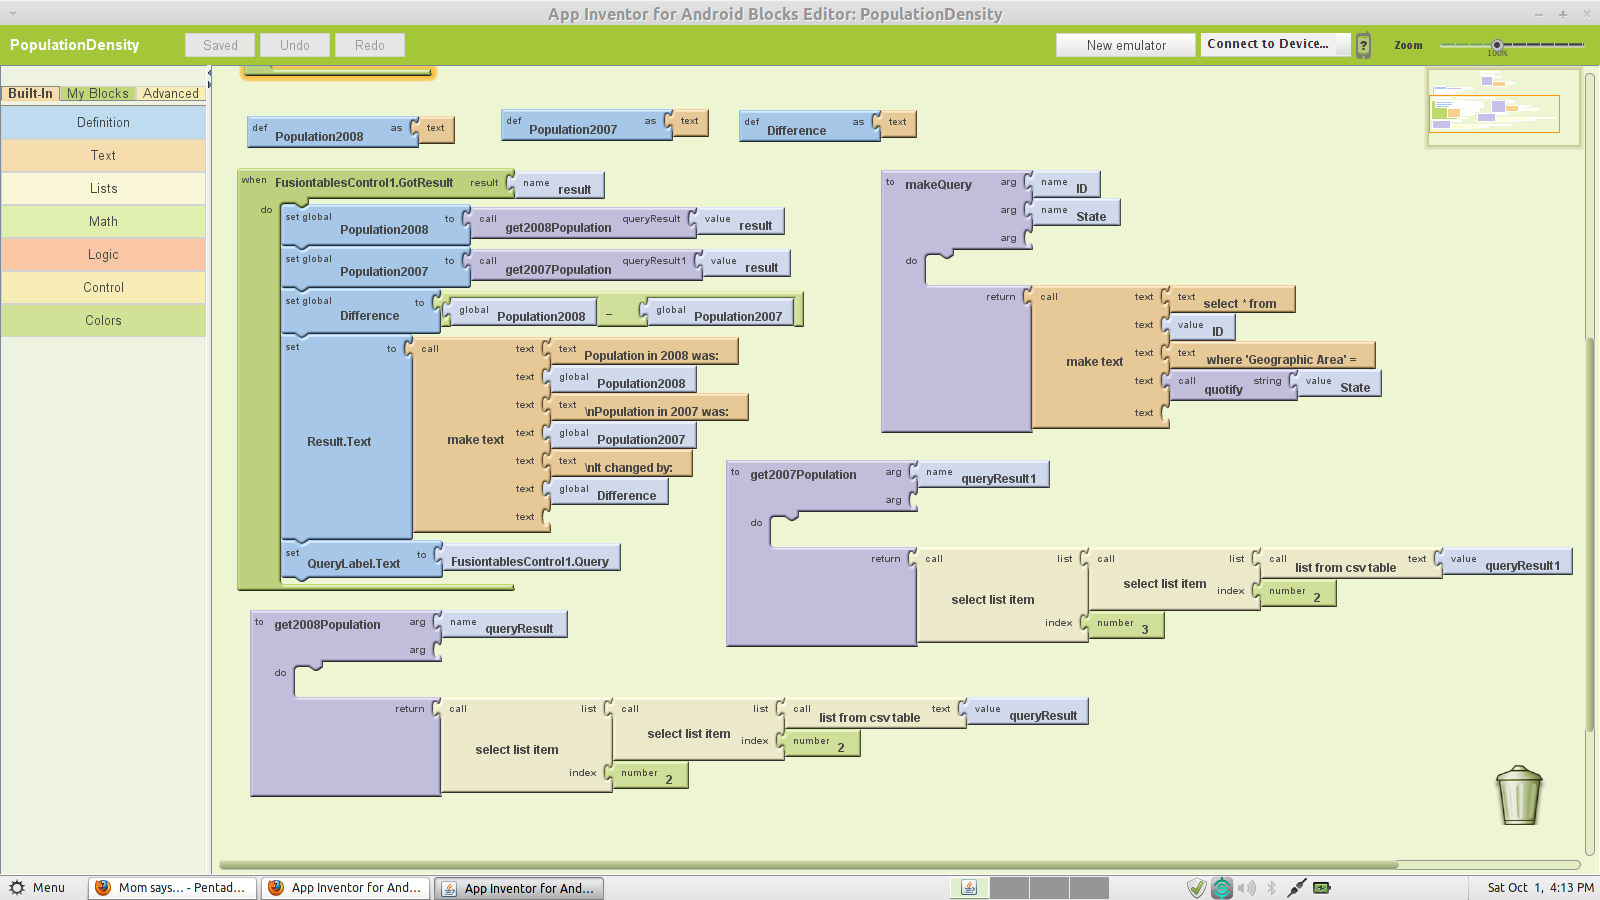 App Inventor for Android Blocks Editor: PopulationDensity
PopulationDensity Saved Undo Redo New emulator Connect to Device... Zoom
100%
Built-In My Blocks Advanced
Definition
Text
Lists
Math
Logic
Control
Colors
def Population2008 as text
def Population2007 as text
def Difference as text
when FusiontablesControl1.GotResult result name result
do
set global Population2008 to call get2008Population queryResult value result
set global Population2007 to call get2007Population queryResult1 value result
set global Difference to global Population2008 - global Population2007
set Result.Text to call make text
text text Population in 2008 was:
text global Population2008
text text \nPopulation in 2007 was:
text global Population2007
text text \nIt changed by:
text global Difference
text
set QueryLabel.Text to FusiontablesControl1.Query
to makeQuery arg name ID
arg name State
arg
do
return call make text
text text select * from
text value ID
text text where 'Geographic Area' =
text call quotify string value State
text
to get2007Population arg name queryResult1
arg
do
return call select list item list call select list item list call list from csv table text value queryResult1
index number 2
index number 3
to get2008Population arg name queryResult
arg
do
return call select list item list call select list item list call list from csv table text value queryResult
index number 2
index number 2
Menu Mom says... - Pentad... App Inventor for And... App Inventor for And... Sat Oct 1, 4:13 PM